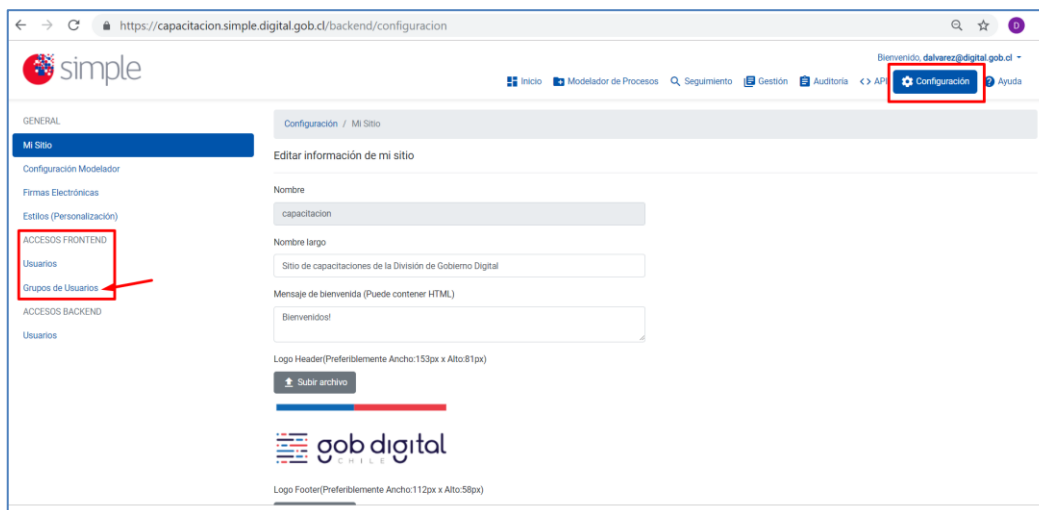 https://capacitacion.simple.digital.gob.cl/backend/configuracion
D
simple
Bienvenido, dalvarez@digital.gob.cl
Inicio Modelador de Procesos Seguimiento Gestión Auditoria <> API Configuración Ayuda
GENERAL
Mi Sitio
Configuración Modelador
Firmas Electrónicas
Estilos (Personalización)
ACCESOS FRONTEND
Usuarios
Grupos de Usuarios
ACCESOS BACKEND
Usuarios
Configuración / Mi Sitio
Editar información de mi sitio
Nombre
capacitacion
Nombre largo
Sitio de capacitaciones de la División de Gobierno Digital
Mensaje de bienvenida (Puede contener HTML)
Bienvenidos!
Logo Header(Preferiblemente Ancho:153px x Alto:81px)
Subir archivo
gob digital
CHILE
Logo Footer(Preferiblemente Ancho:112px x Alto:58px)